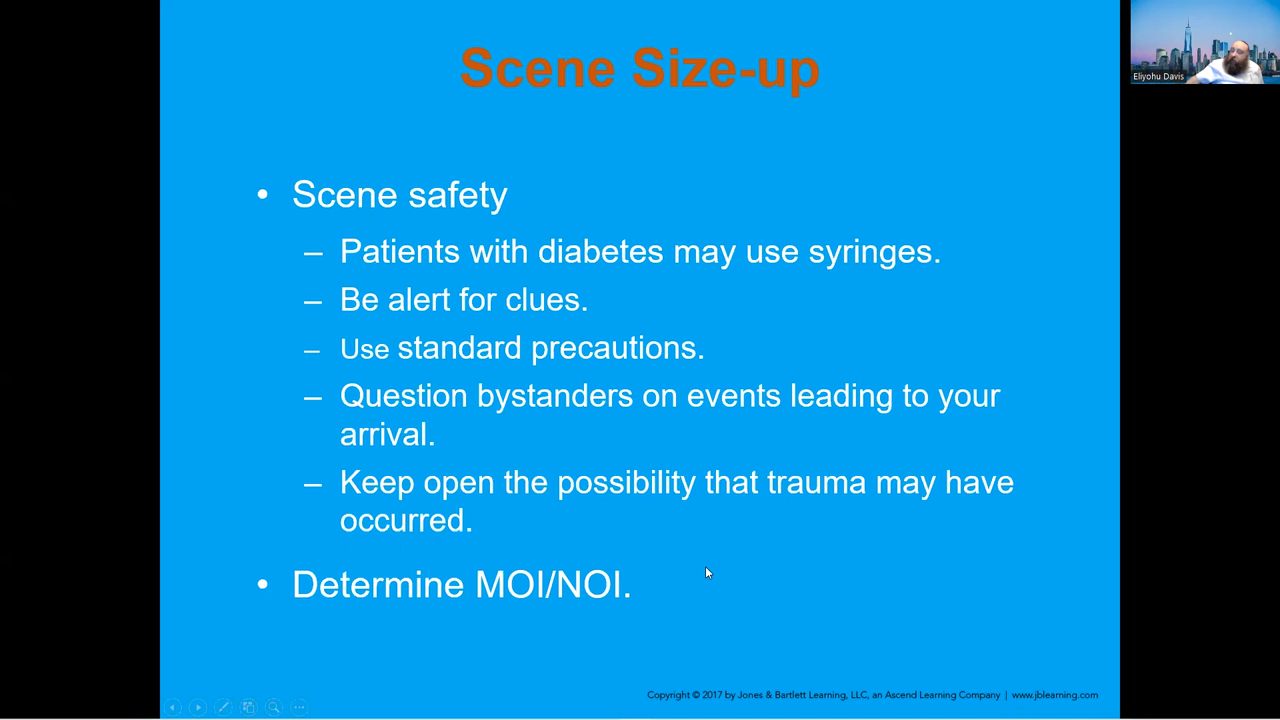 Scene Size-up
Eliyohu Davis
• Scene safety
– Patients with diabetes may use syringes.
– Be alert for clues.
– Use standard precautions.
– Question bystanders on events leading to your
arrival.
– Keep open the possibility that trauma may have
occurred.
• Determine MOI/NOI.
Copyright © 2017 by Jones & Bartlett Learning, LLC, an Ascend Learning Company | www.jblearning.com